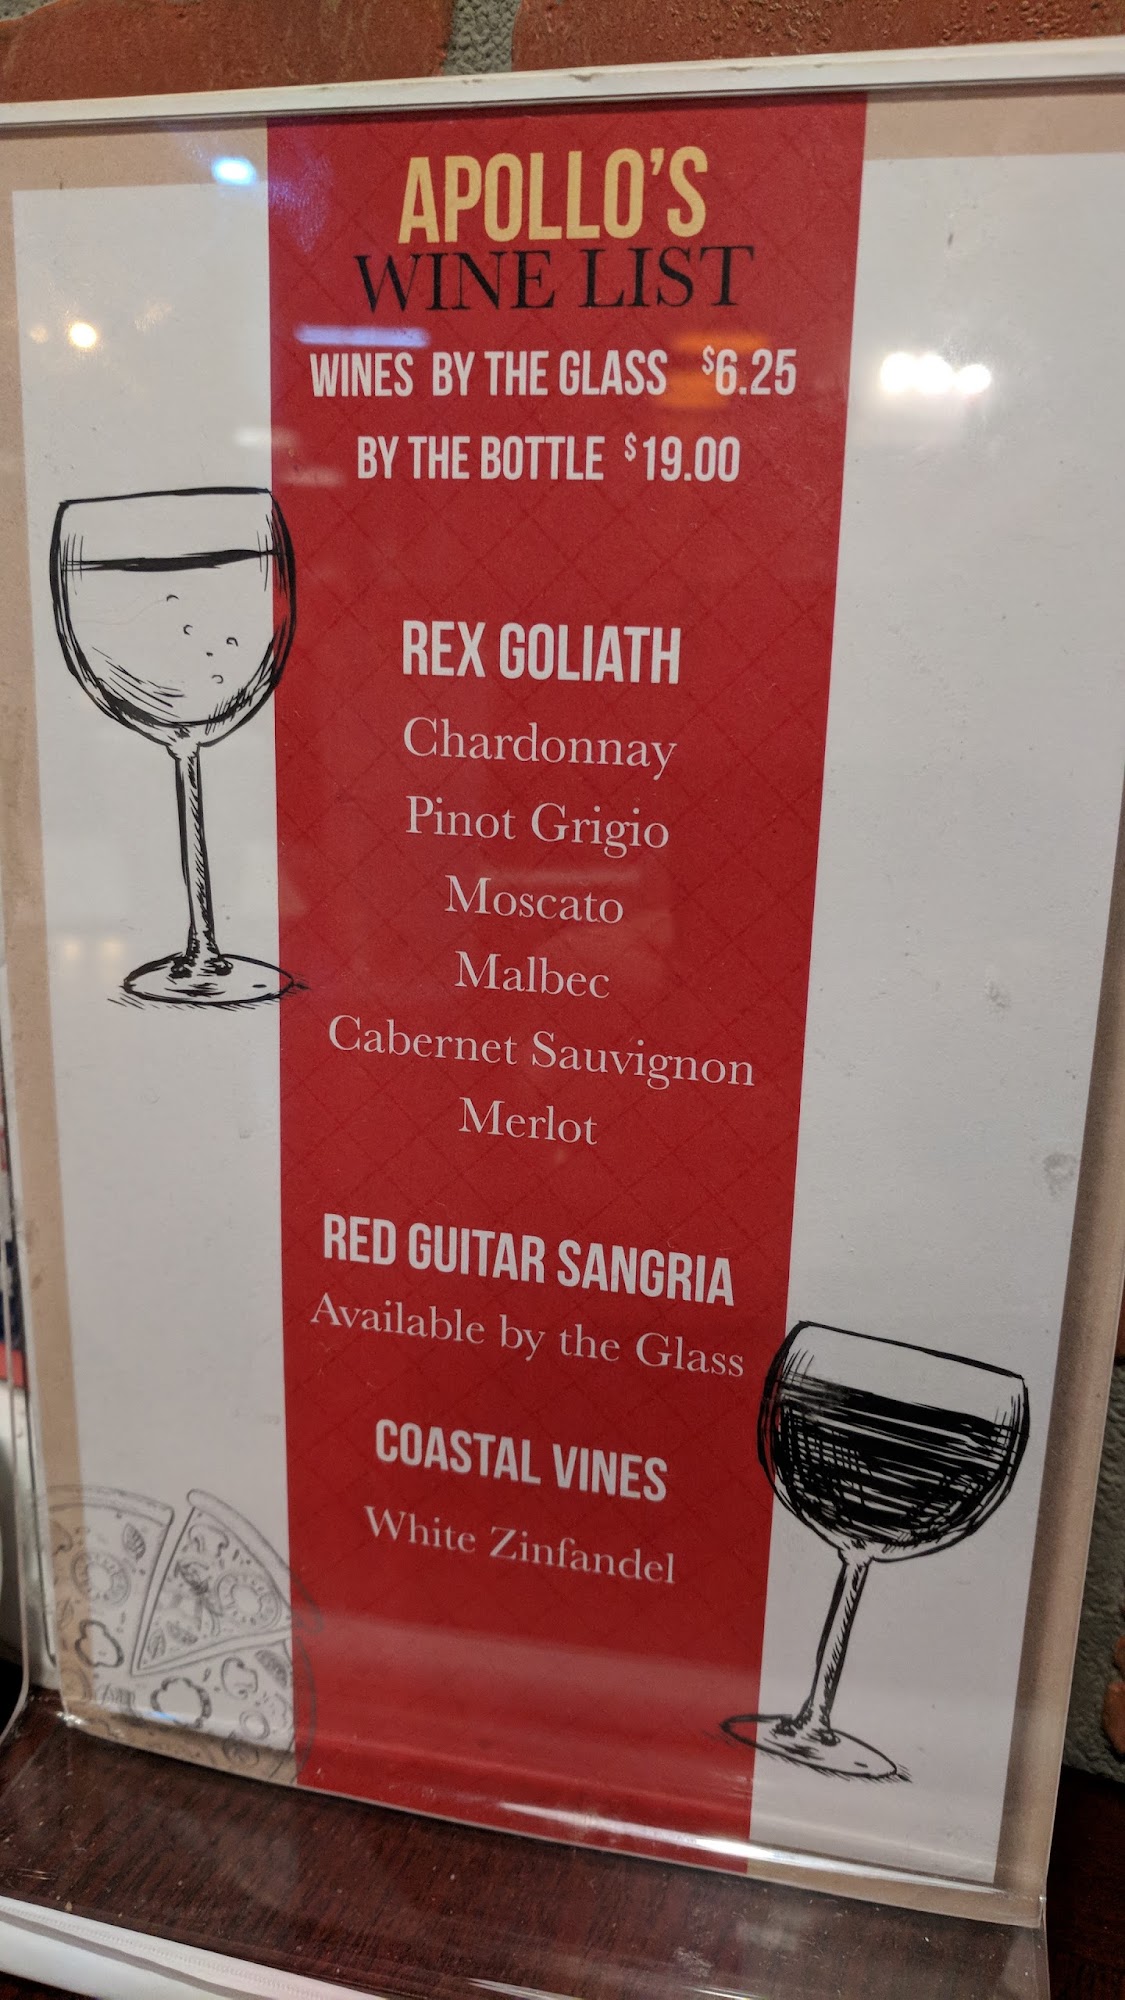 APOLLO'S
WINE LIST
WINES BY THE GLASS $6.25
BY THE BOTTLE $19.00
REX GOLIATH
Chardonnay
Pinot Grigio
Moscato
Malbec
Cabernet Sauvignon
Merlot
RED GUITAR SANGRIA
Available by the Glass
COASTAL VINES
White Zinfandel